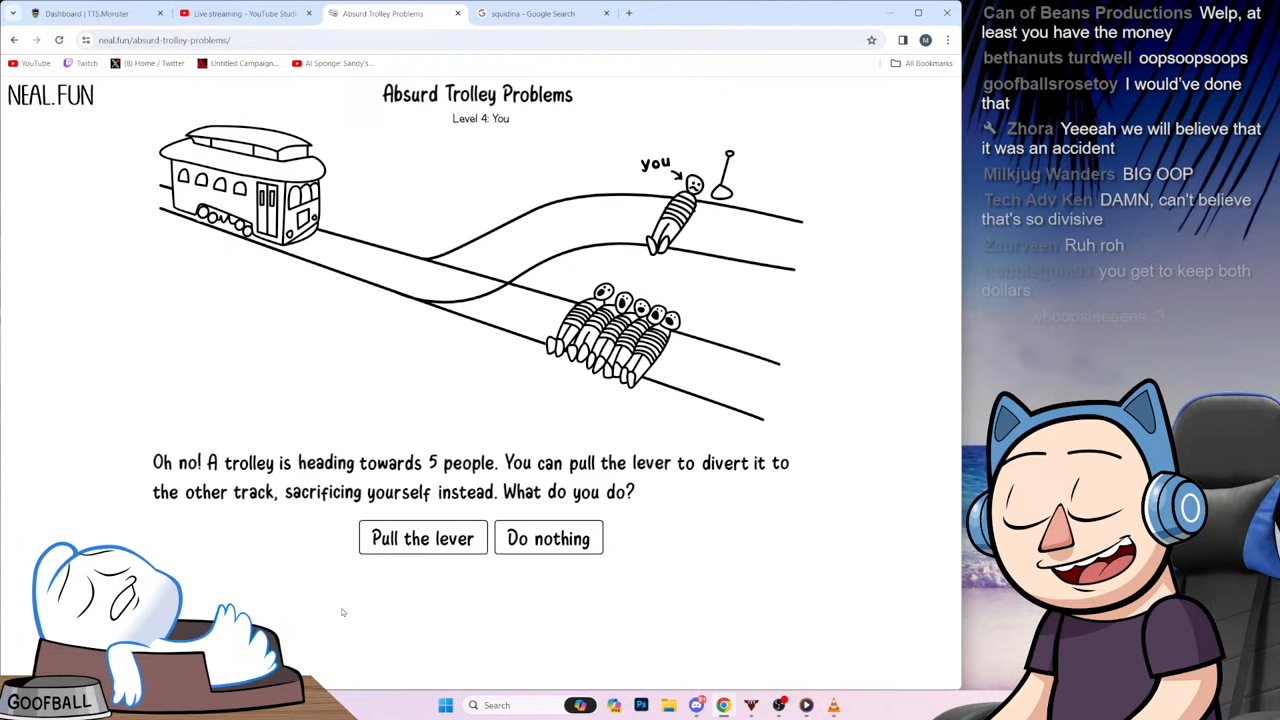 Dashboard | TTS.Monster
Live streaming - YouTube Studi
Absurd Trolley Problems
squidina - Google Search
neal.fun/absurd-trolley-problems/
YouTube
Twitch
(8) Home / Twitter
Untitled Campaign...
AI Sponge: Sandy's...
All Bookmarks
NEAL.FUN
Absurd Trolley Problems
Level 4: You
you
Oh no! A trolley is heading towards 5 people. You can pull the lever to divert it to
the other track, sacrificing yourself instead. What do you do?
Pull the lever
Do nothing
GOOFBALL
Search
Can of Beans Productions Welp, at
least you have the money
bethanuts turdwell oopsoopsoops
goofballsrosetoy I would've done
that
Zhora Yeeeah we will believe that
it was an accident
Milkjug Wanders BIG OOP
Tech Adv Ken DAMN, can't believe
that's so divisive
Zauryeen Ruh roh
you get to keep both
dollars
whoopsieeeees :3